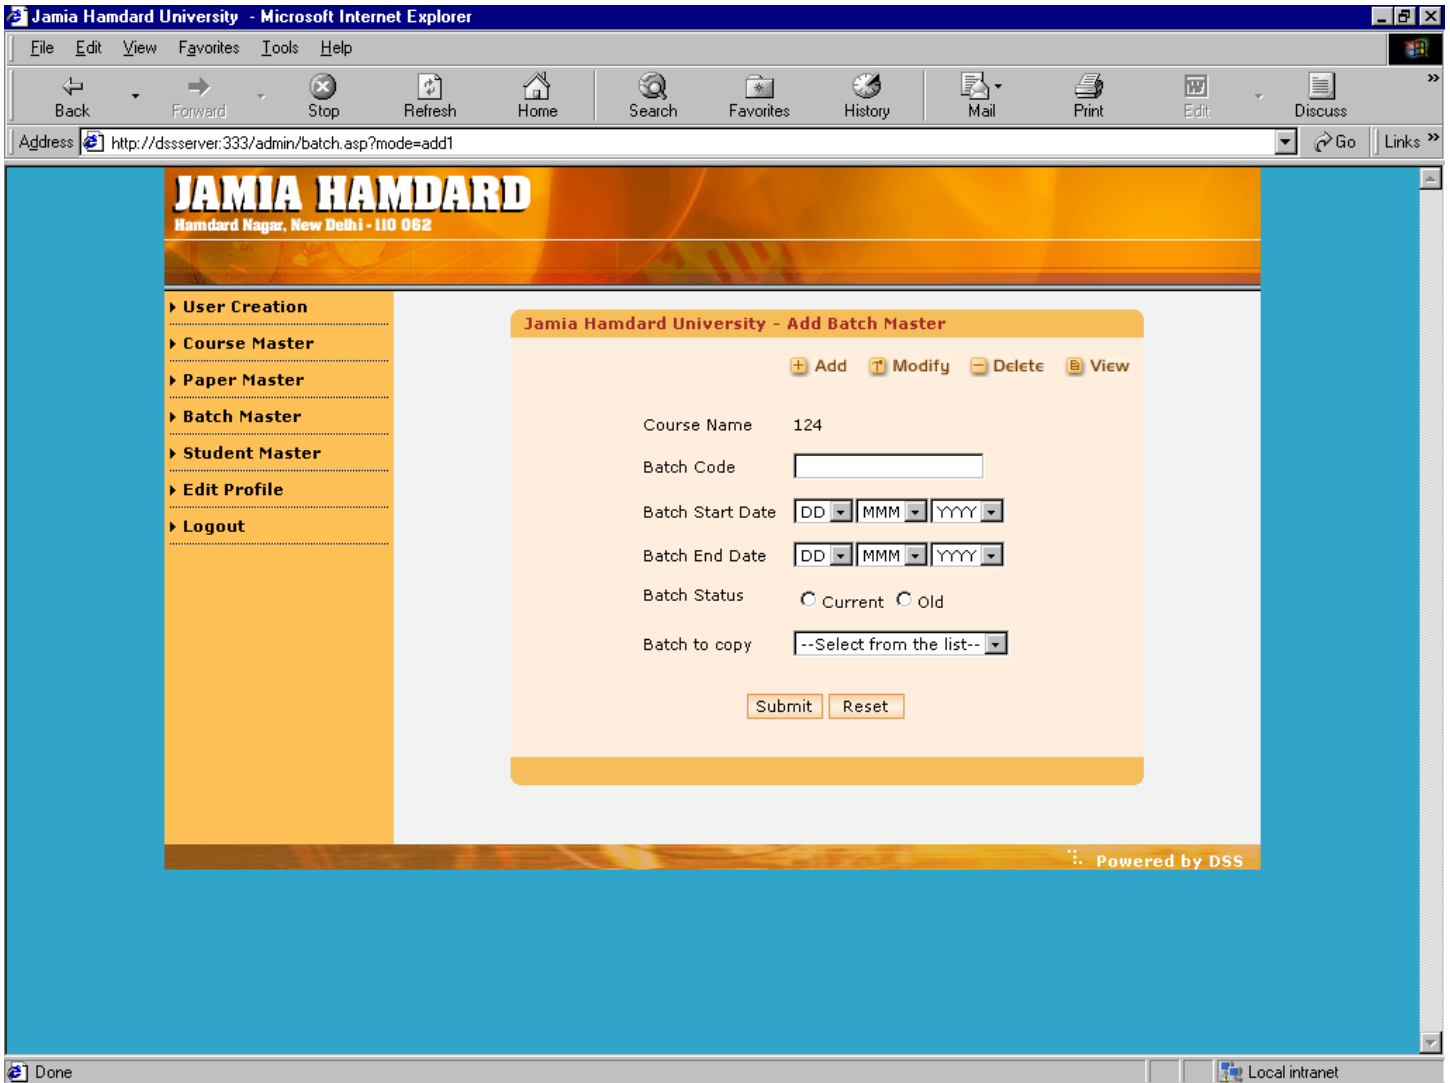 Jamia Hamdard University - Microsoft Internet Explorer
File Edit View Favorites Tools Help
Back Forward Stop Refresh Home Search Favorites History Mail Print Edit Discuss »
Address http://dssserver:333/admin/batch.asp?mode=add1 Go Links »
JAMIA HAMDARD
Hamdard Nagar, New Delhi - 110 062
User Creation
Course Master
Paper Master
Batch Master
Student Master
Edit Profile
Logout
Jamia Hamdard University - Add Batch Master
Add Modify Delete View
Course Name 124
Batch Code
Batch Start Date DD MMM YYYY
Batch End Date DD MMM YYYY
Batch Status Current Old
Batch to copy --Select from the list--
Submit Reset
Powered by DSS
Done Local intranet